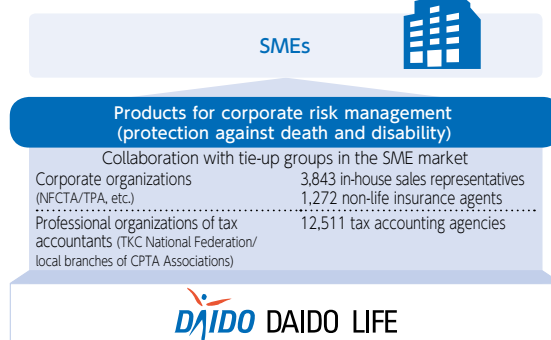 SMEs
Products for corporate risk management
(protection against death and disability)
Collaboration with tie-up groups in the SME market
Corporate organizations
(NFCTA/TPA, etc.)
3,843 in-house sales representatives
1,272 non-life insurance agents
Professional organizations of tax
accountants (TKC National Federation/
local branches of CPTA Associations)
12,511 tax accounting agencies
DAIDO DAIDO LIFE